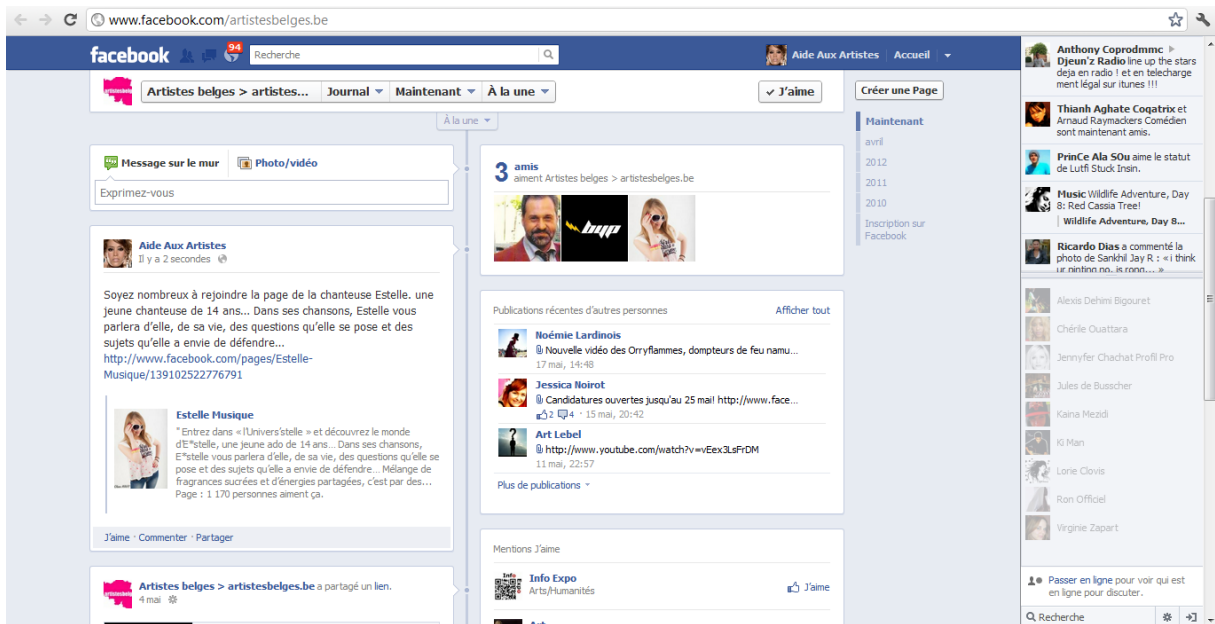 www.facebook.com/artistesbelges.be
facebook
94
Recherche
Aide Aux Artistes
Accueil
Artistes belges > artistes...
Journal
Maintenant
À la une
J'aime
Créer une Page
À la une
Maintenant
avril
2012
2011
2010
Inscription sur
Facebook
Message sur le mur
Photo/vidéo
Exprimez-vous
Aide Aux Artistes
Il y a 2 secondes
Soyez nombreux à rejoindre la page de la chanteuse Estelle. une
jeune chanteuse de 14 ans... Dans ses chansons, Estelle vous
parlera d'elle, de sa vie, des questions qu'elle se pose et des
sujets qu'elle a envie de défendre...
http://www.facebook.com/pages/Estelle-
Musique/139102522776791
Estelle Musique
"Entrez dans « l'Univers'stelle » et découvrez le monde
d'E*stelle, une jeune ado de 14 ans... Dans ses chansons,
E*stelle vous parlera d'elle, de sa vie, des questions qu'elle se
pose et des sujets qu'elle a envie de défendre... Mélange de
fragrances sucrées et d'énergies partagées, c'est par des...
Page : 1 170 personnes aiment ça.
J'aime · Commenter · Partager
Artistes belges > artistesbelges.be a partagé un lien.
4 mai
3 amis
aiment Artistes belges > artistesbelges.be
byp
Publications récentes d'autres personnes
Afficher tout
Noémie Lardinois
Nouvelle vidéo des Orryflammes, dompteurs de feu namu...
17 mai, 14:48
Jessica Noirot
Candidatures ouvertes jusqu'au 25 mai! http://www.face...
2 4 · 15 mai, 20:42
Art Lebel
http://www.youtube.com/watch?v=vEex3LsFrDM
11 mai, 22:57
Plus de publications
Mentions J'aime
Info
Info Expo
Arts/Humanités
J'aime
Anthony Coprodmmc
Djeun'z Radio line up the stars
deja en radio ! et en telecharge
ment légal sur itunes !!!
Thianh Aghate Coqatrix et
Arnaud Raymackers Comédien
sont maintenant amis.
PrinCe Ala SOu aime le statut
de Lutfi Stuck Insin.
Music Wildlife Adventure, Day
8: Red Cassia Tree!
Wildlife Adventure, Day 8...
Ricardo Dias a commenté la
photo de Sankhil Jay R : « i think
Alexis Dehimi Bigouret
Chérile Ouattara
Jennyfer Chachat Profil Pro
Jules de Busscher
Kaina Mezidi
Ki Man
Lorie Clovis
Ron Officiel
Virginie Zapart
Passer en ligne pour voir qui est
en ligne pour discuter.
Recherche